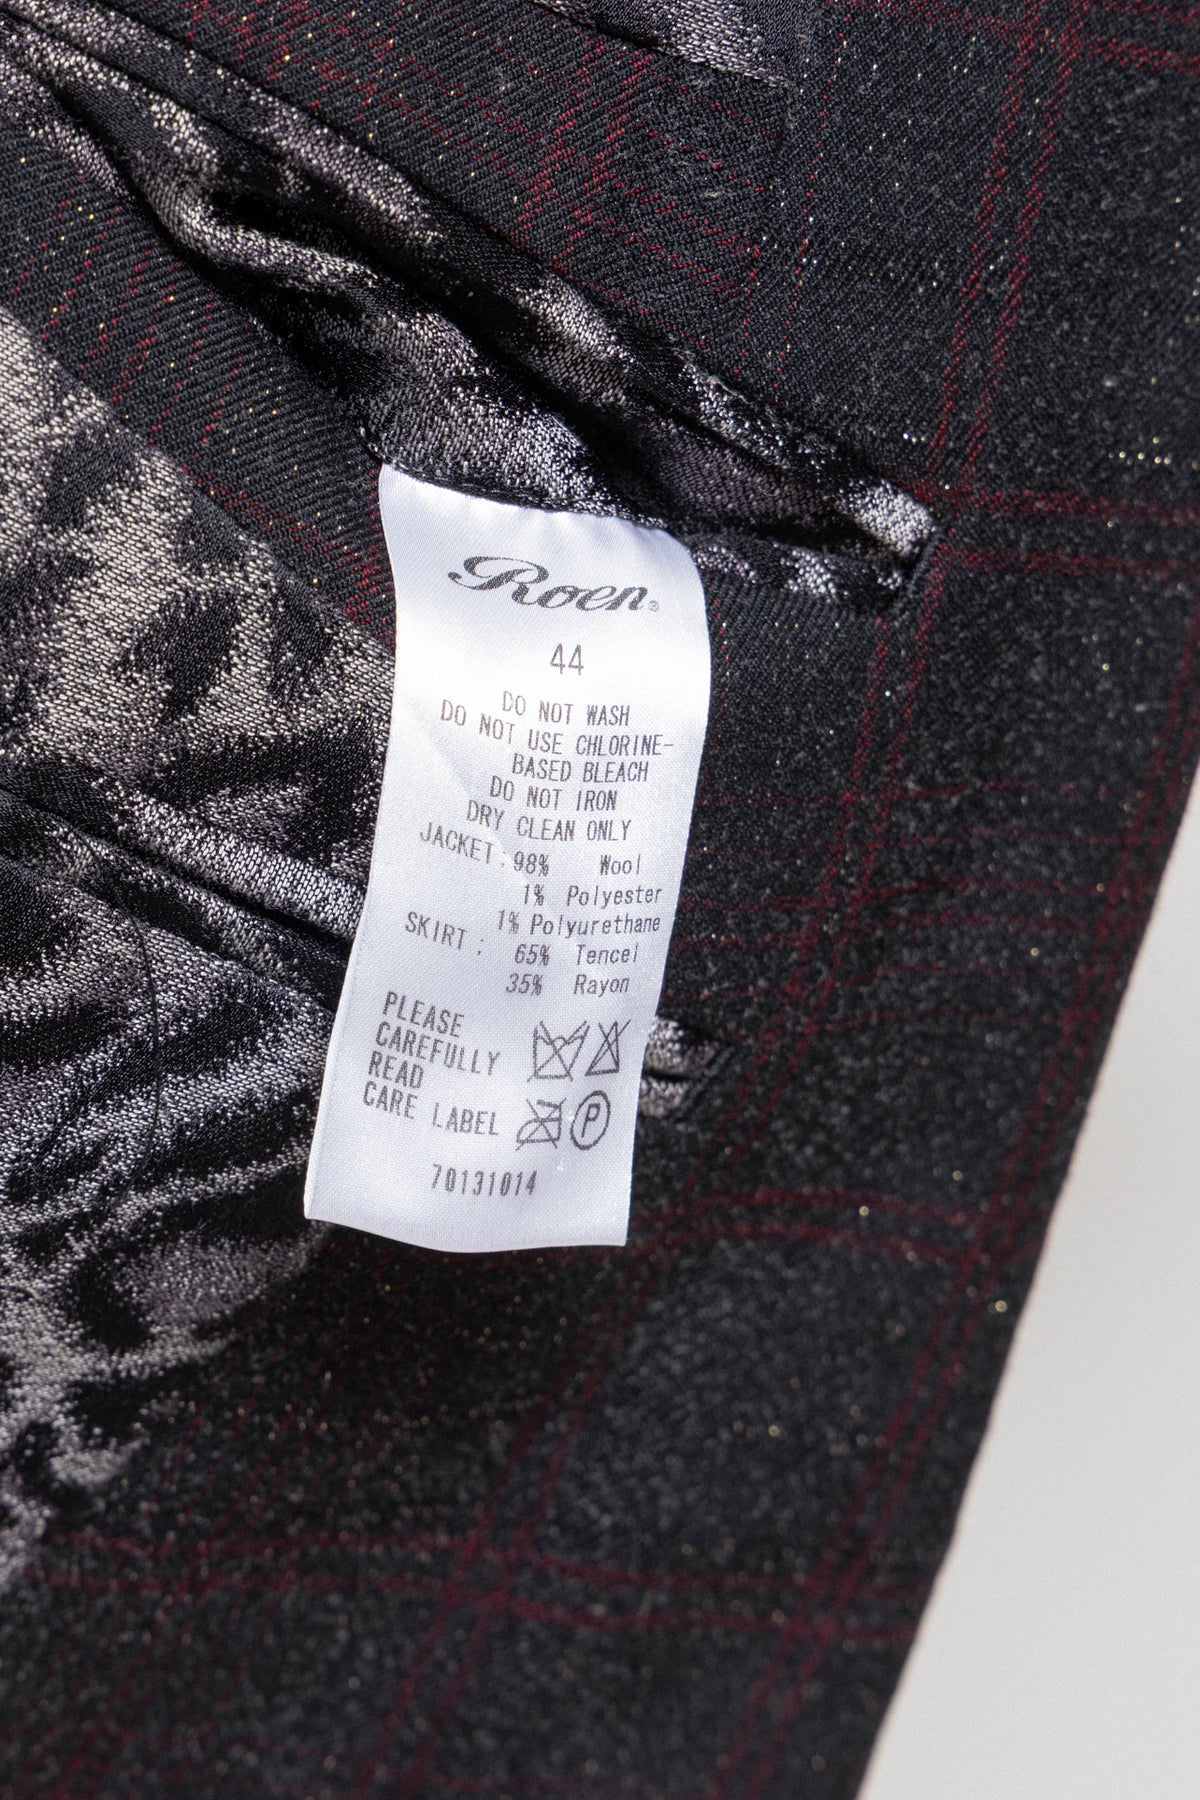 Roen®
44
DO NOT WASH
DO NOT USE CHLORINE-
BASED BLEACH
DO NOT IRON
DRY CLEAN ONLY
JACKET: 98% Wool
1% Polyester
1% Polyurethane
SKIRT: 65% Tencel
35% Rayon
PLEASE
CAREFULLY
READ
CARE LABEL
P
70131014